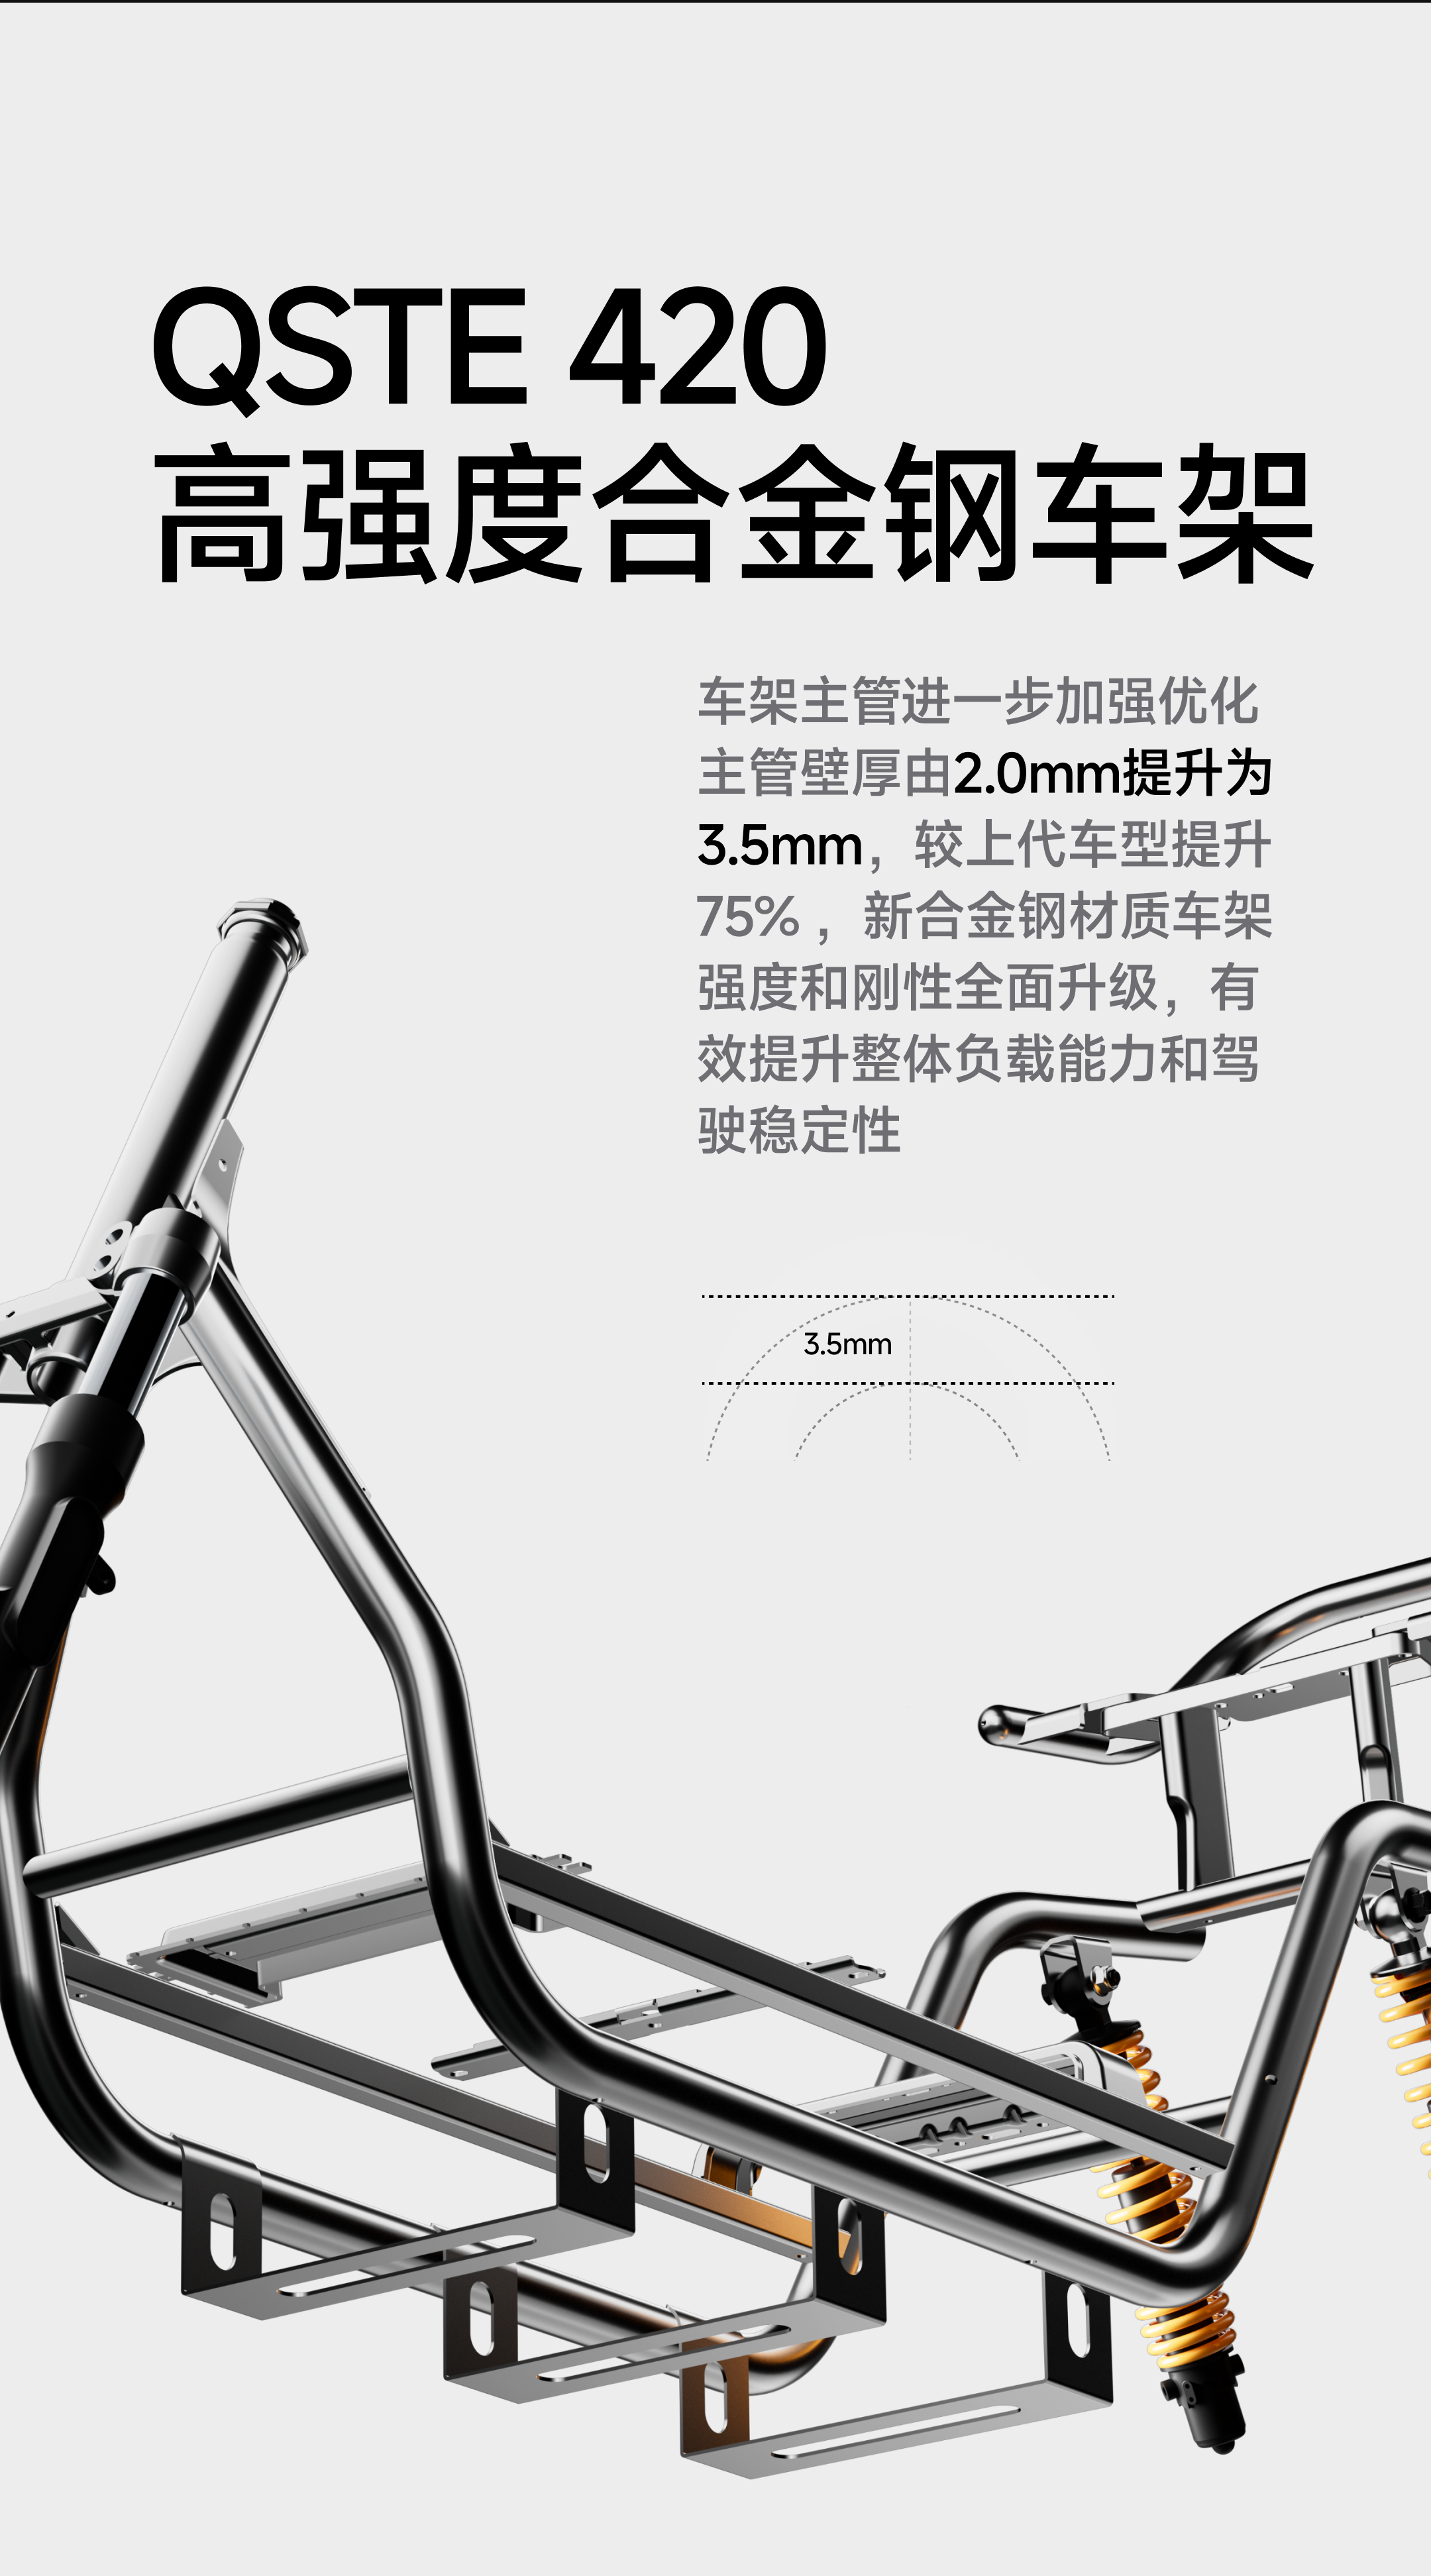 QSTE 420
高强度合金钢车架
车架主管进一步加强优化
主管壁厚由2.0mm提升为
3.5mm，较上代车型提升
75% ，新合金钢材质车架
强度和刚性全面升级，有
效提升整体负载能力和驾
驶稳定性
3.5mm